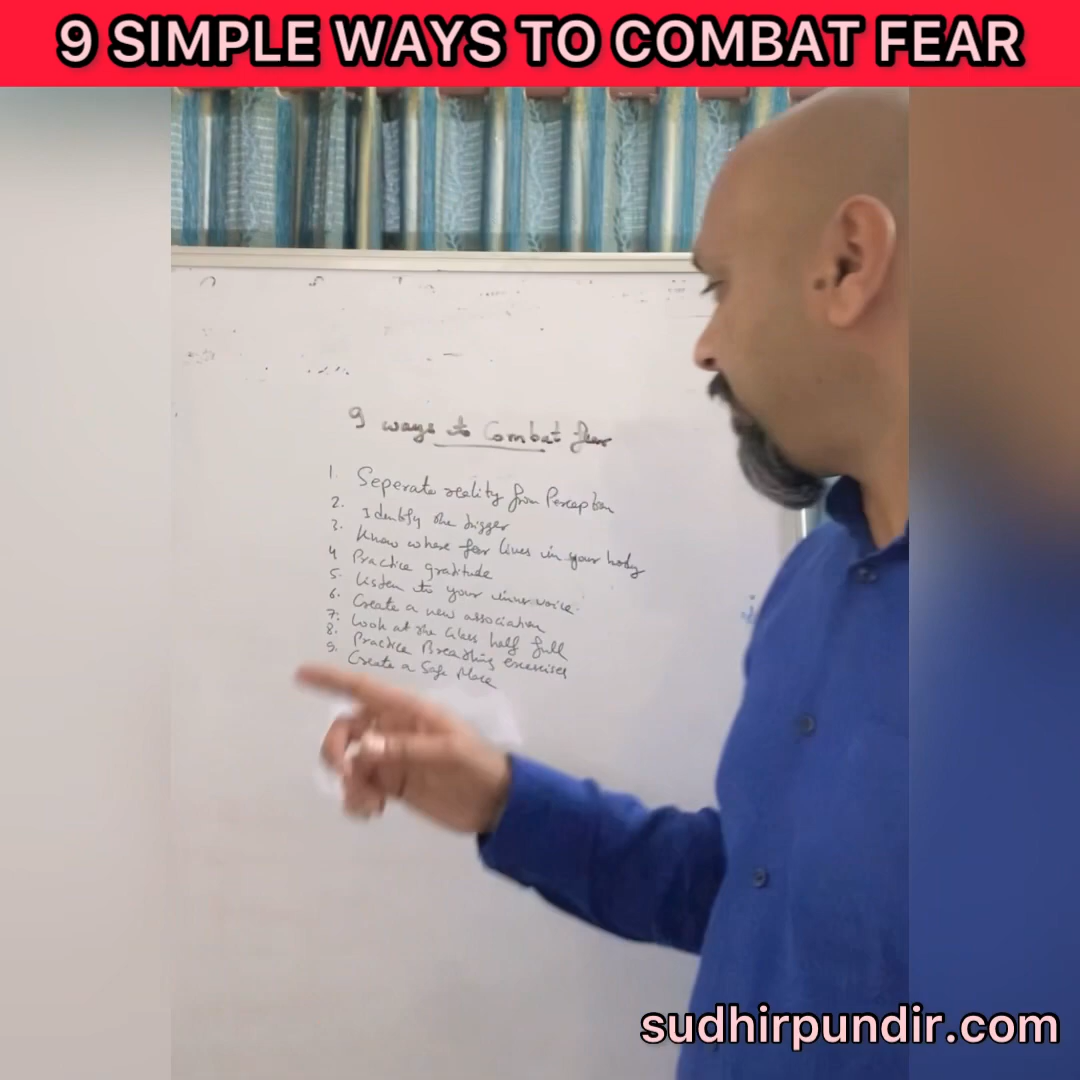 9 SIMPLE WAYS TO COMBAT FEAR
9 ways to Combat fear
1. Seperate reality from Perception
2. Identify the trigger
3. Know where fear lives in your body
4 Practice gratitude
5. Listen to your inner voice.
6. Create a new association
7. Look at the Glass half full
8. Practice Breathing exercises
9. Create a Safe Place
sudhirpundir.com